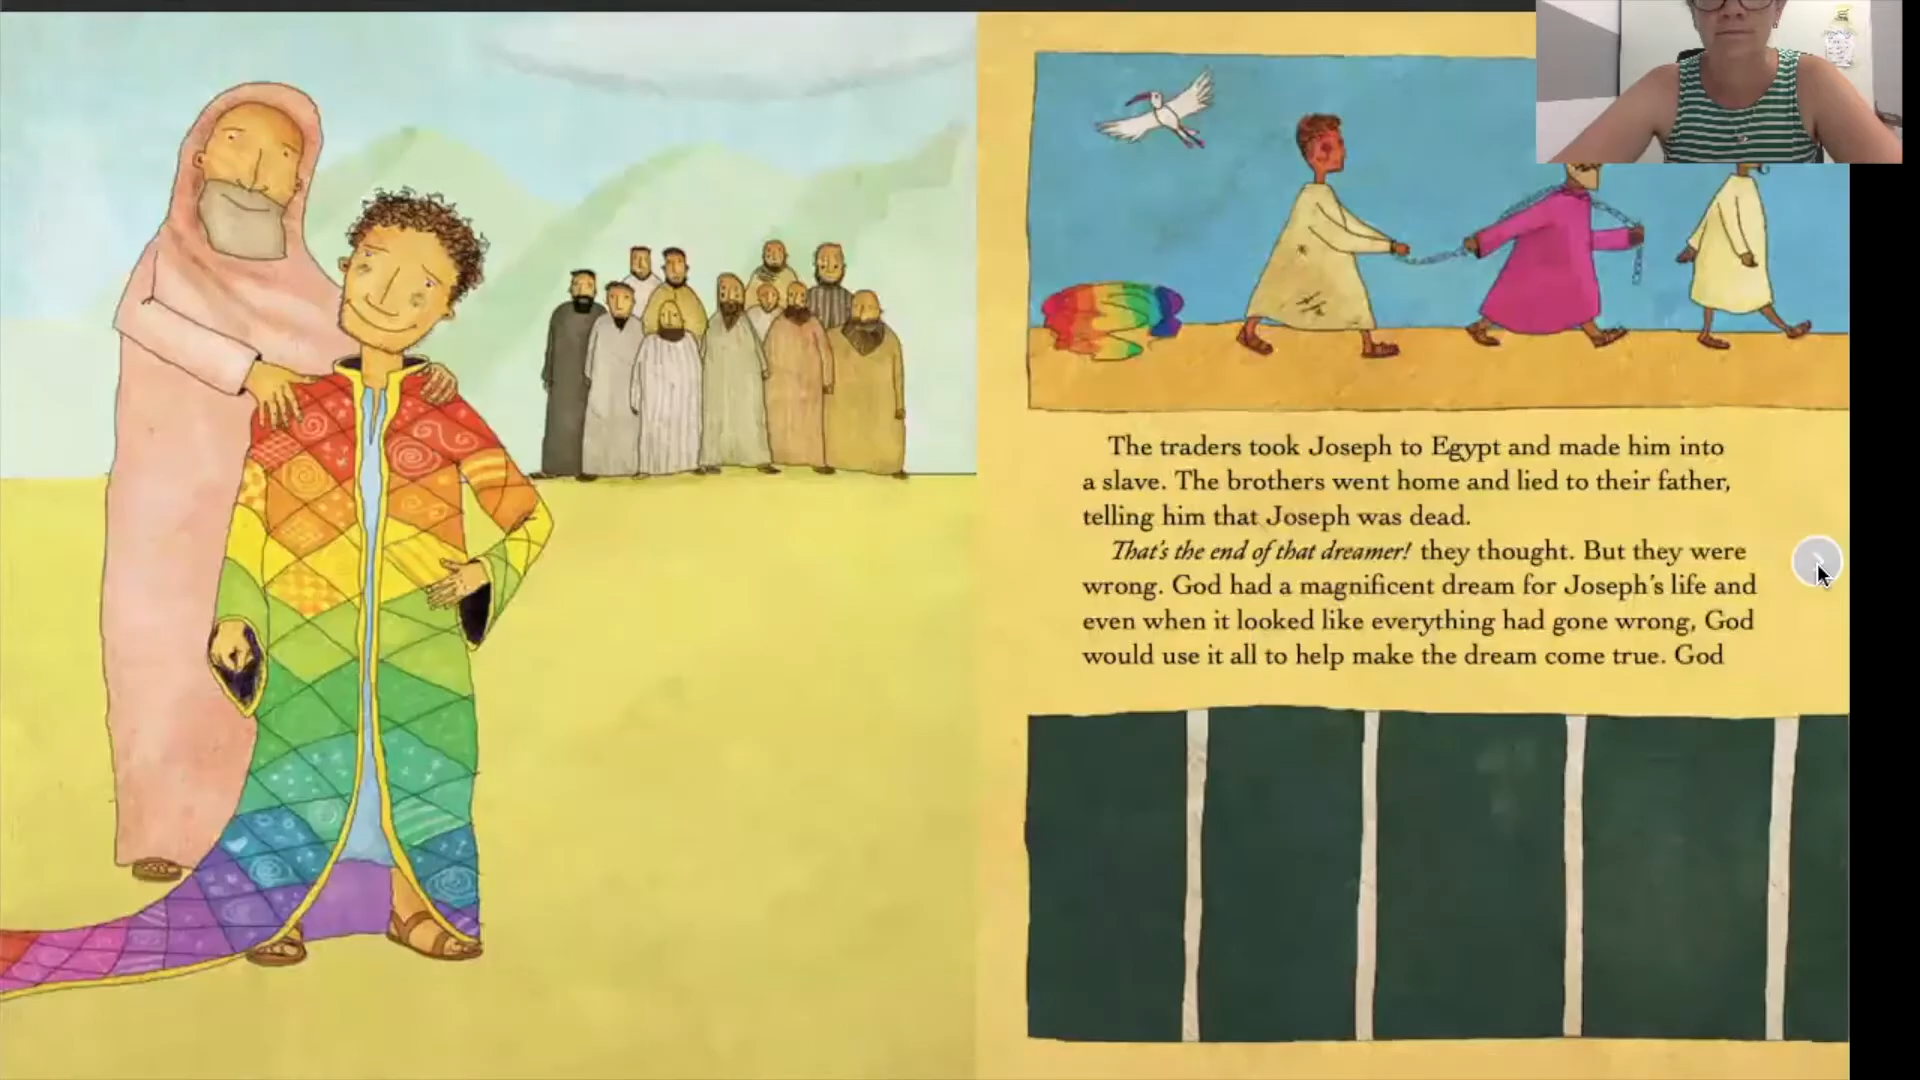 The traders took Joseph to Egypt and made him into
a slave. The brothers went home and lied to their father,
telling him that Joseph was dead.
That's the end of that dreamer! they thought. But they were
wrong. God had a magnificent dream for Joseph's life and
even when it looked like everything had gone wrong, God
would use it all to help make the dream come true. God